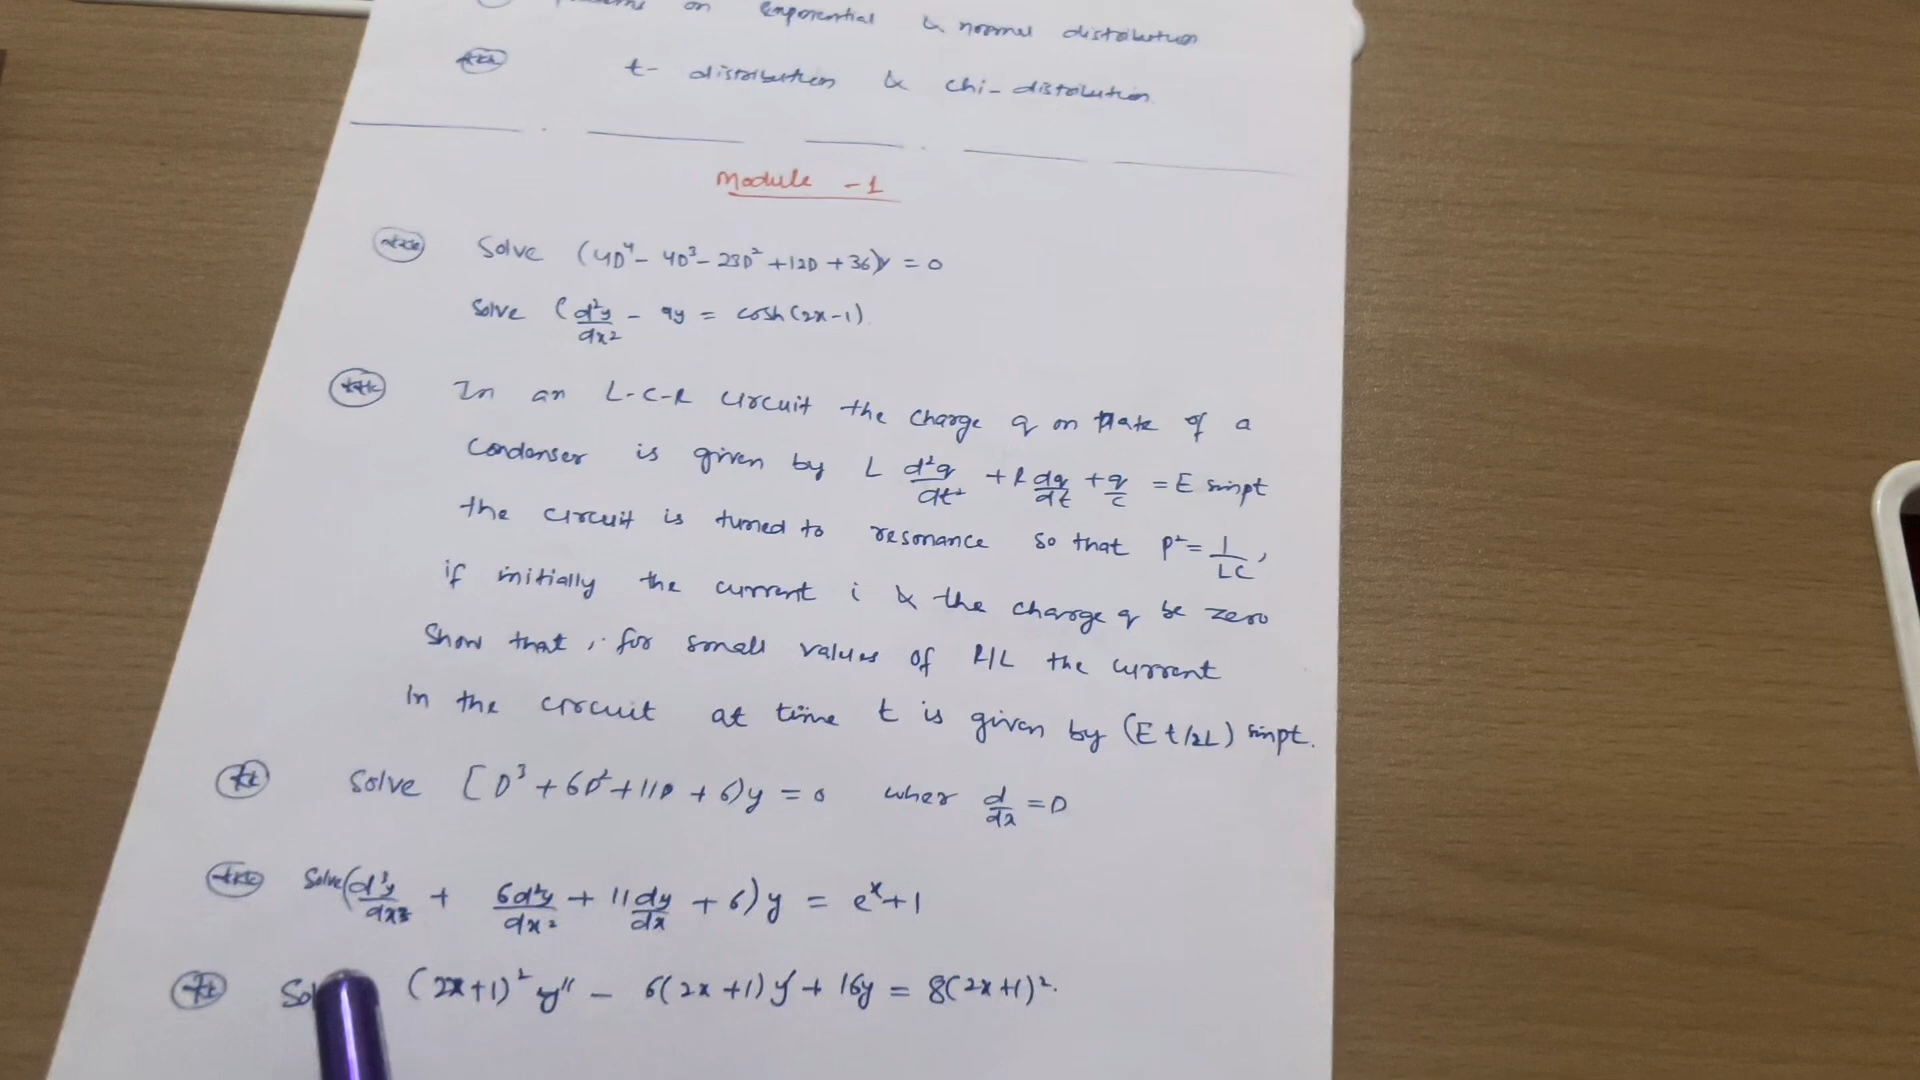 on exponential & normal distribution
t- distribution & chi-distribution
Module -1
Solve (4D⁴- 4D³- 23D² +12D + 36)y = 0
Solve (d²y/dx² - 9y = cosh(2x-1).
In an L-C-R circuit the charge q on Plate of a
condenser is given by L d²q/dt² + R dq/dt + q/c = E sinpt
the circuit is tuned to resonance so that p² = 1/LC,
if initially the current i & the charge q be zero
Show that, for small values of R/L the current
In the circuit at time t is given by (E t/2L) sinpt.
Solve [D³ + 6D² + 11D + 6)y = 0 wher d/dx = D
Solve (d³y/dx³ + 6d²y/dx² + 11dy/dx + 6)y = eˣ+1
(2x+1)² y'' - 6(2x+1)y' + 16y = 8(2x+1)².